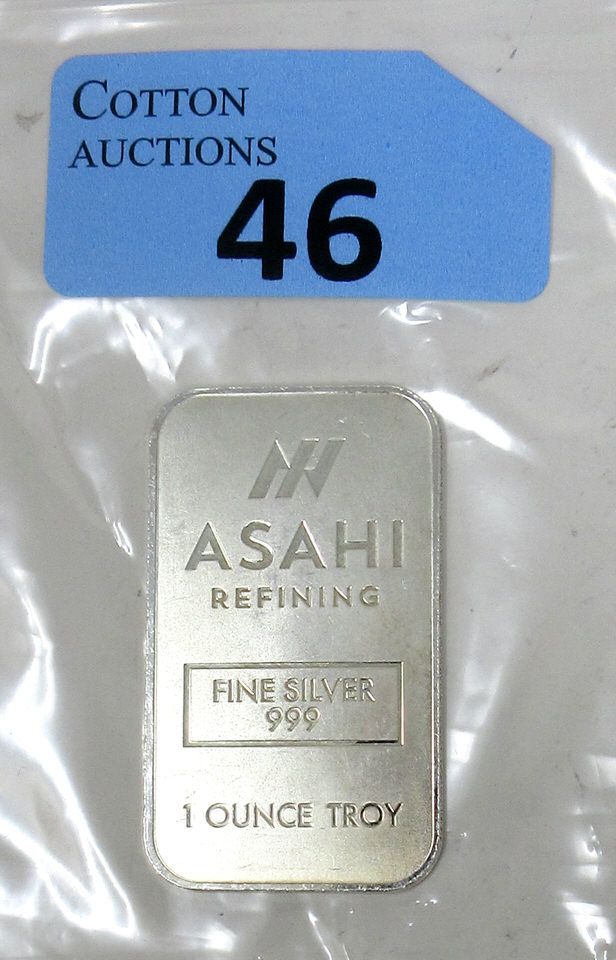 COTTON
AUCTIONS
46
ASAHI
REFINING
FINE SILVER
999
1 OUNCE TROY